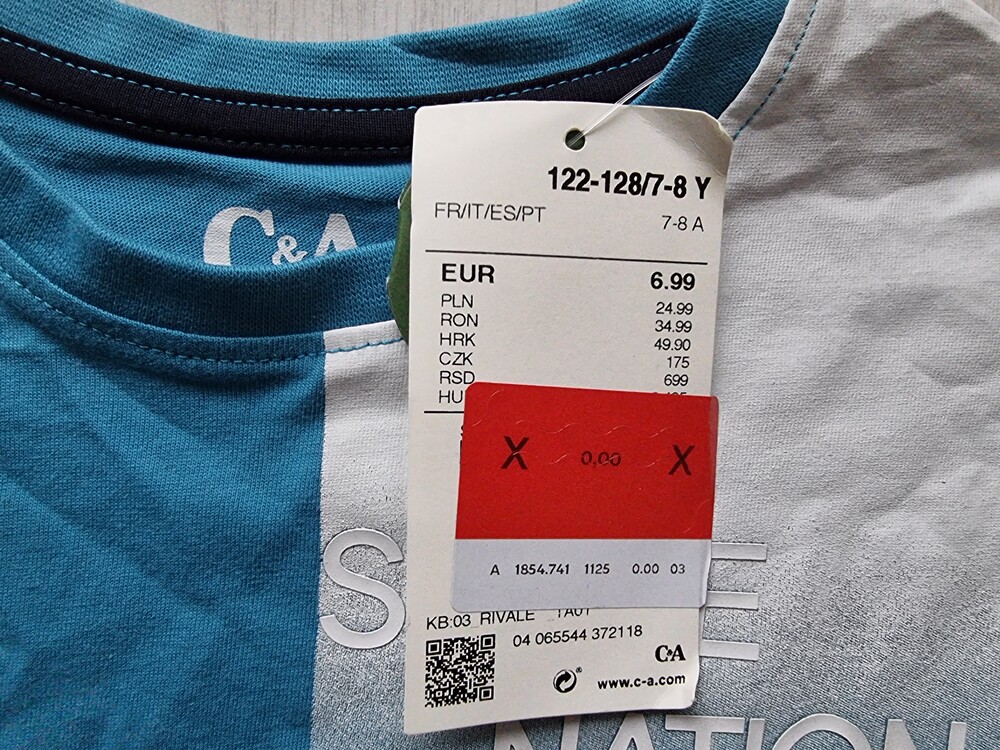 122-128/7-8 Y
FR/IT/ES/PT 7-8 A
C&A
EUR 6.99
PLN 24.99
RON 34.99
HRK 49.90
CZK 175
RSD 699
X 0,00 X
A 1854.741 1125 0.00 03
KB:03 RIVALE
04 065544 372118
C&A
www.c-a.com
NATION